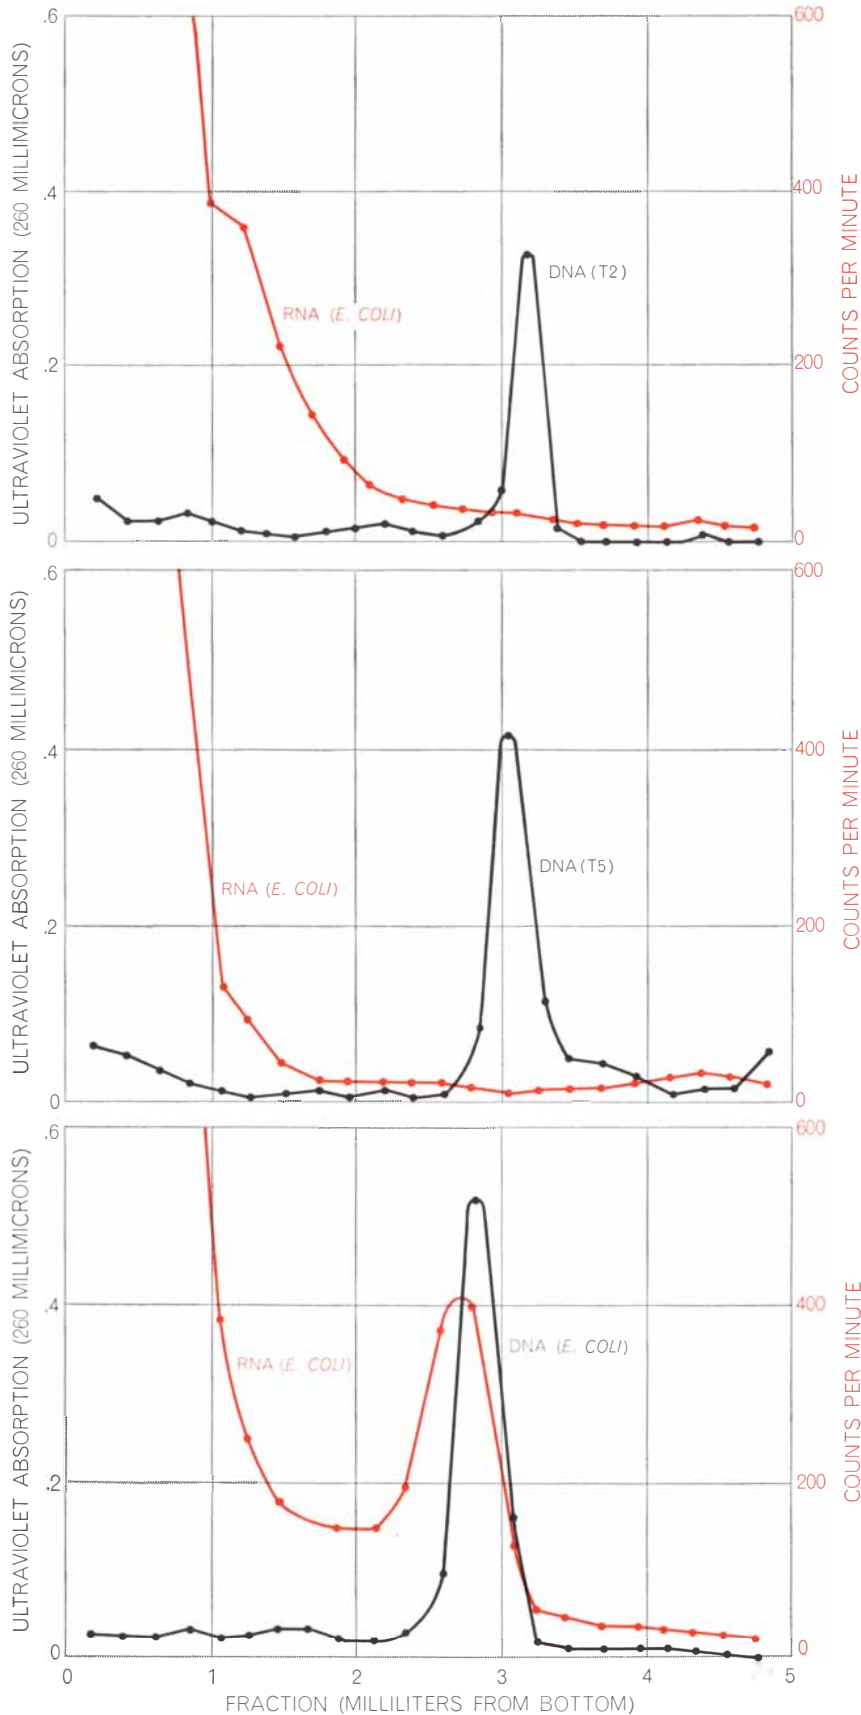 .6
600
ULTRAVIOLET ABSORPTION (260 MILLIMICRONS)
.4
400
COUNTS PER MINUTE
DNA (T2)
RNA (E. COLI)
.2
200
0
0
.6
600
ULTRAVIOLET ABSORPTION (260 MILLIMICRONS)
.4
400
COUNTS PER MINUTE
DNA (T5)
RNA (E. COLI)
.2
200
0
0
.6
600
ULTRAVIOLET ABSORPTION (260 MILLIMICRONS)
.4
400
COUNTS PER MINUTE
DNA (E. COLI)
RNA (E. COLI)
.2
200
0
0
0 1 2 3 4 5
FRACTION (MILLILITERS FROM BOTTOM)